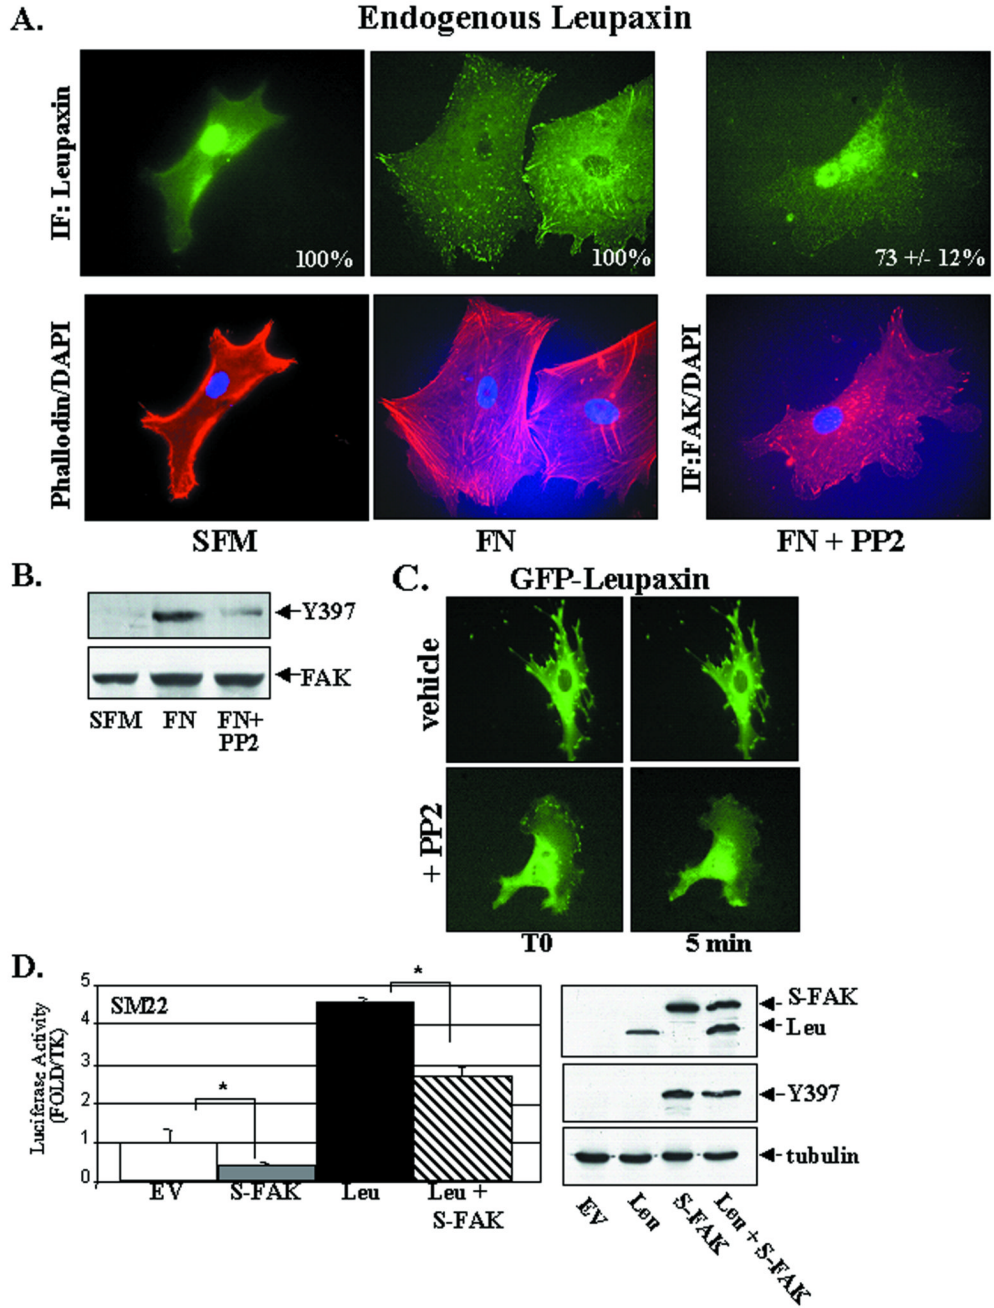 A.
Endogenous Leupaxin
IF: Leupaxin
100%
100%
73 +/- 12%
Phallodin/DAPI
IF:FAK/DAPI
SFM
FN
FN + PP2
B.
Y397
FAK
SFM
FN
FN+
PP2
C.
GFP-Leupaxin
vehicle
+ PP2
T0
5 min
D.
Luciferase Activity
(FOLD/TK)
5
4
3
2
1
0
SM22
*
*
EV
S-FAK
Leu
Leu +
S-FAK
S-FAK
Leu
Y397
tubulin
EV
Leu
S-FAK
Leu + S-FAK